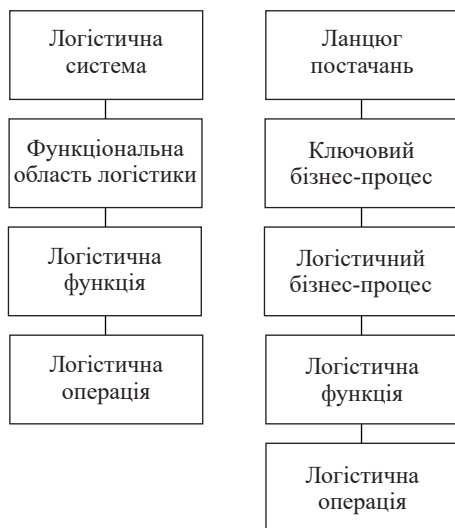 Логістична
система
Функціональна
область логістики
Логістична
функція
Логістична
операція
Ланцюг
постачань
Ключовий
бізнес-процес
Логістичний
бізнес-процес
Логістична
функція
Логістична
операція